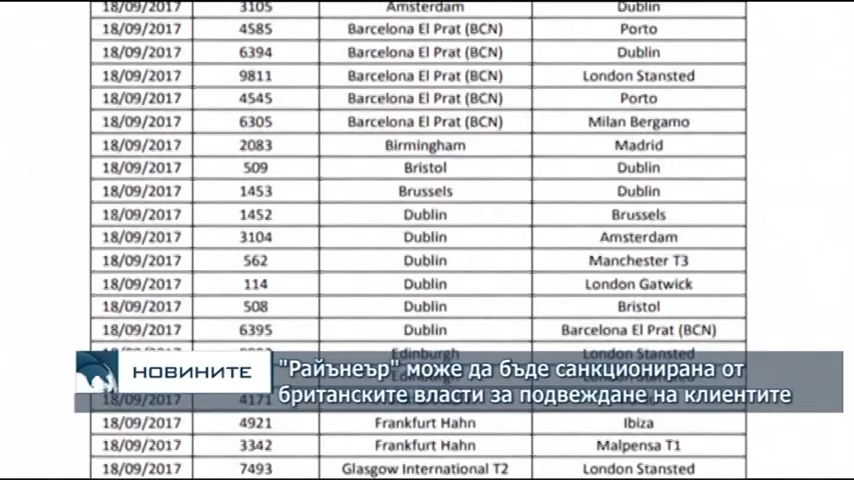 18/09/2017 3105 Amsterdam Dublin
18/09/2017 4585 Barcelona El Prat (BCN) Porto
18/09/2017 6394 Barcelona El Prat (BCN) Dublin
18/09/2017 9811 Barcelona El Prat (BCN) London Stansted
18/09/2017 4545 Barcelona El Prat (BCN) Porto
18/09/2017 6305 Barcelona El Prat (BCN) Milan Bergamo
18/09/2017 2083 Birmingham Madrid
18/09/2017 509 Bristol Dublin
18/09/2017 1453 Brussels Dublin
18/09/2017 1452 Dublin Brussels
18/09/2017 3104 Dublin Amsterdam
18/09/2017 562 Dublin Manchester T3
18/09/2017 114 Dublin London Gatwick
18/09/2017 508 Dublin Bristol
18/09/2017 6395 Dublin Barcelona El Prat (BCN)
Edinburgh London Stansted
НОВИНИТЕ
"Райънеър" може да бъде санкционирана от
британските власти за подвеждане на клиентите
4171
18/09/2017 4921 Frankfurt Hahn Ibiza
18/09/2017 3342 Frankfurt Hahn Malpensa T1
18/09/2017 7493 Glasgow International T2 London Stansted